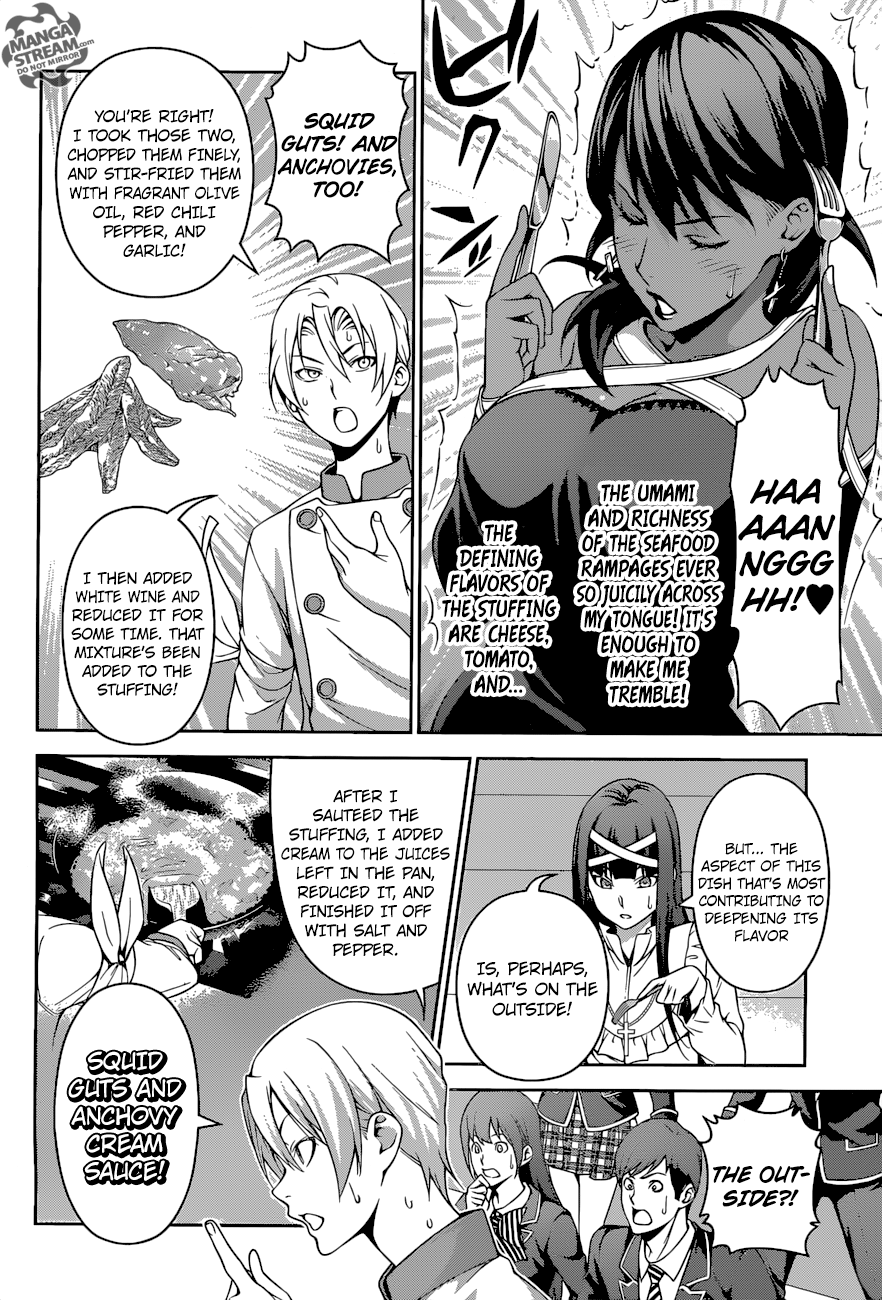 MANGA
STREAM.com
DO NOT MIRROR
ビクン
HAA
AAAN
NGGG
HH!♥
THE UMAMI
AND RICHNESS
OF THE SEAFOOD
RAMPAGES EVER
SO JUICILY ACROSS
MY TONGUE! IT'S
ENOUGH TO
MAKE ME
TREMBLE!
THE
DEFINING
FLAVORS OF
THE STUFFING
ARE CHEESE,
TOMATO,
AND...
SQUID
GUTS! AND
ANCHOVIES,
TOO!
YOU'RE RIGHT!
I TOOK THOSE TWO,
CHOPPED THEM FINELY,
AND STIR-FRIED THEM
WITH FRAGRANT OLIVE
OIL, RED CHILI
PEPPER, AND
GARLIC!
I THEN ADDED
WHITE WINE AND
REDUCED IT FOR
SOME TIME. THAT
MIXTURE'S BEEN
ADDED TO THE
STUFFING!
BUT... THE
ASPECT OF THIS
DISH THAT'S MOST
CONTRIBUTING TO
DEEPENING ITS
FLAVOR
IS, PERHAPS,
WHAT'S ON THE
OUTSIDE!
THE OUT-
SIDE?!
AFTER I
SAUTEED THE
STUFFING, I ADDED
CREAM TO THE JUICES
LEFT IN THE PAN,
REDUCED IT, AND
FINISHED IT OFF
WITH SALT AND
PEPPER.
SQUID
GUTS AND
ANCHOVY
CREAM
SAUCE!